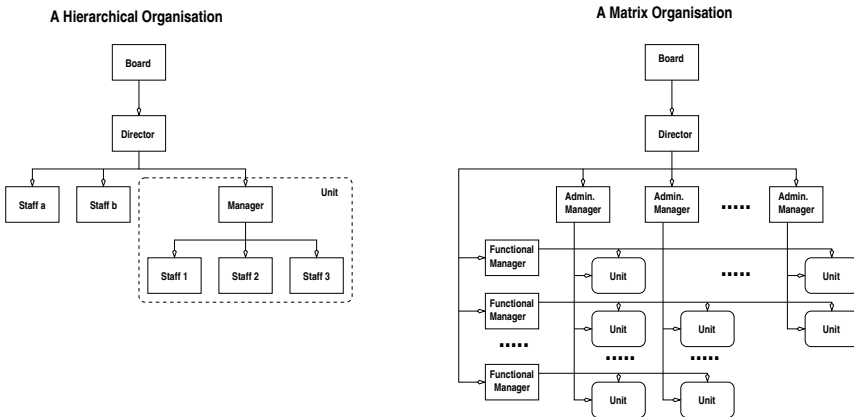 A Hierarchical Organisation
Board
Director
Staff a
Staff b
Unit
Manager
Staff 1
Staff 2
Staff 3
A Matrix Organisation
Board
Director
Admin.
Manager
Admin.
Manager
.....
Admin.
Manager
Functional
Manager
Unit
.....
Unit
Functional
Manager
Unit
Unit
Unit
.....
.....
.....
Functional
Manager
Unit
Unit